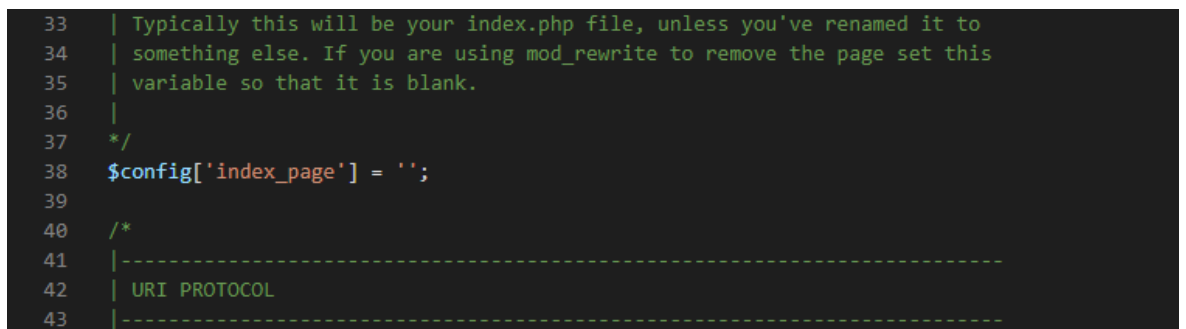 33 | Typically this will be your index.php file, unless you've renamed it to
34 | something else. If you are using mod_rewrite to remove the page set this
35 | variable so that it is blank.
36 |
37 */
38 $config['index_page'] = '';
39
40 /*
41 |--------------------------------------------------------------------------
42 | URI PROTOCOL
43 |--------------------------------------------------------------------------